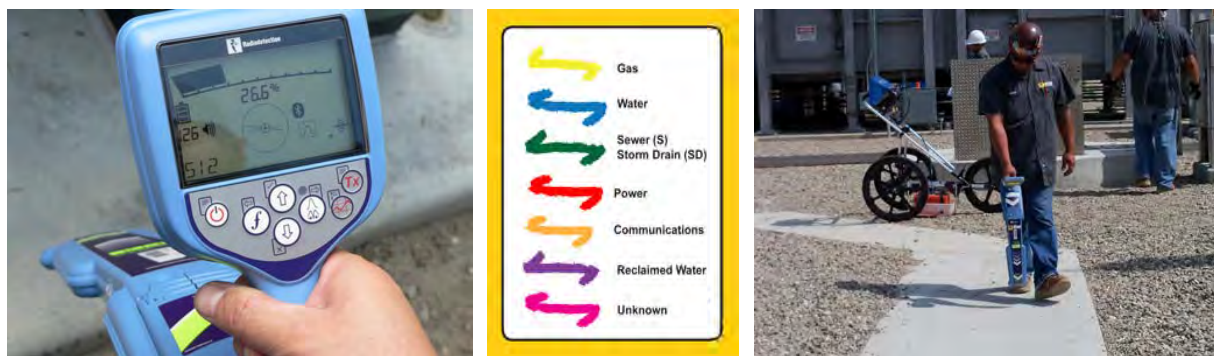 Radiodetection
26.6%
26
512
f
Tx
Gas
Water
Sewer (S)
Storm Drain (SD)
Power
Communications
Reclaimed Water
Unknown